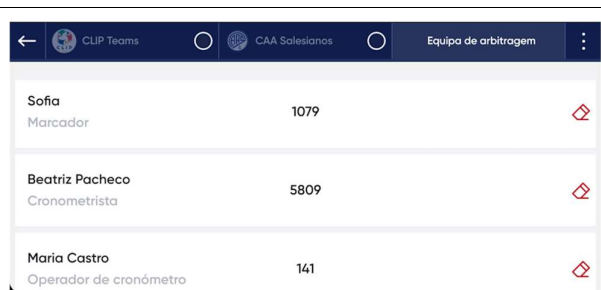 CLIP Teams
CAA Salesianos
Equipa de arbitragem
Sofia
1079
Marcador
Beatriz Pacheco
5809
Cronometrista
Maria Castro
141
Operador de cronómetro